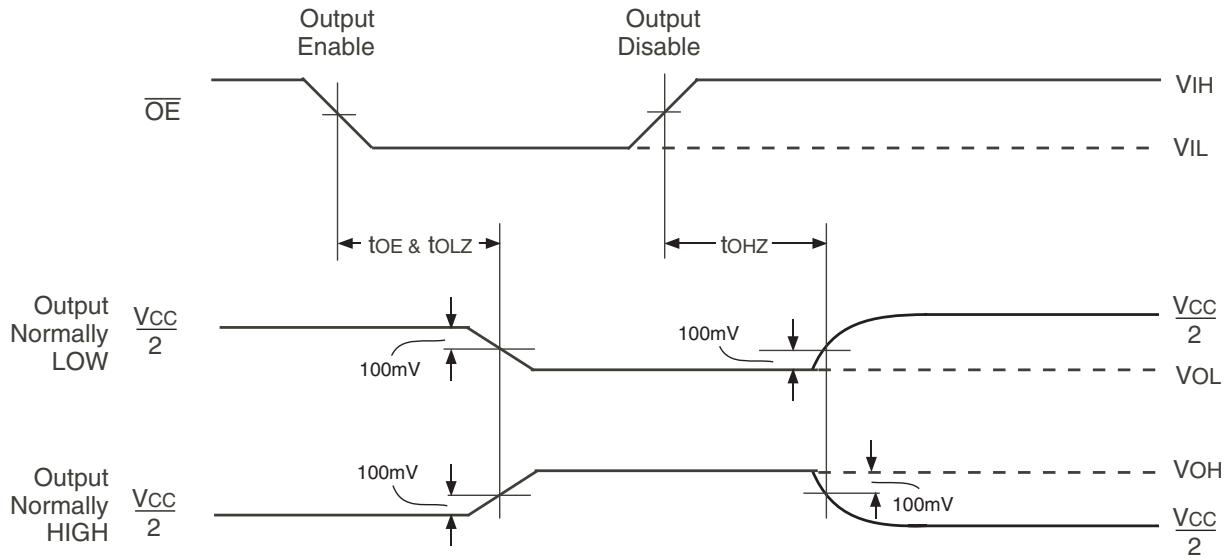 Output
Enable
Output
Disable
OE
VIH
VIL
tOE & tOLZ
tOHZ
Output
Normally
LOW
VCC
2
100mV
100mV
VCC
2
VOL
Output
Normally
HIGH
VCC
2
100mV
100mV
VOH
VCC
2